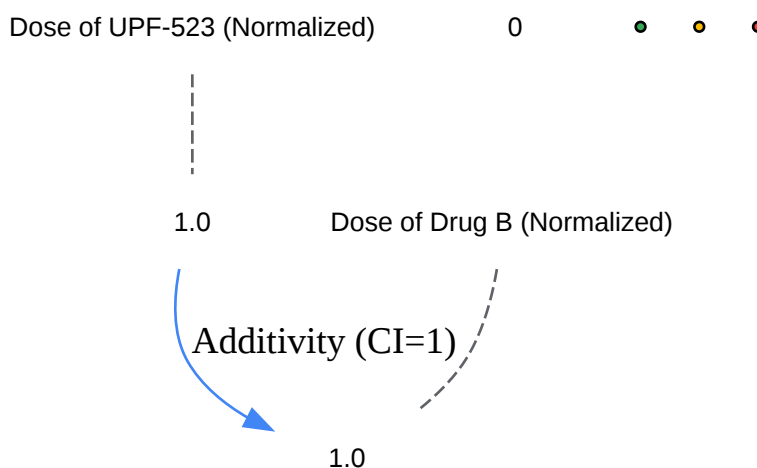 Dose of UPF-523 (Normalized) 0
1.0 Dose of Drug B (Normalized)
Additivity (CI=1)
1.0